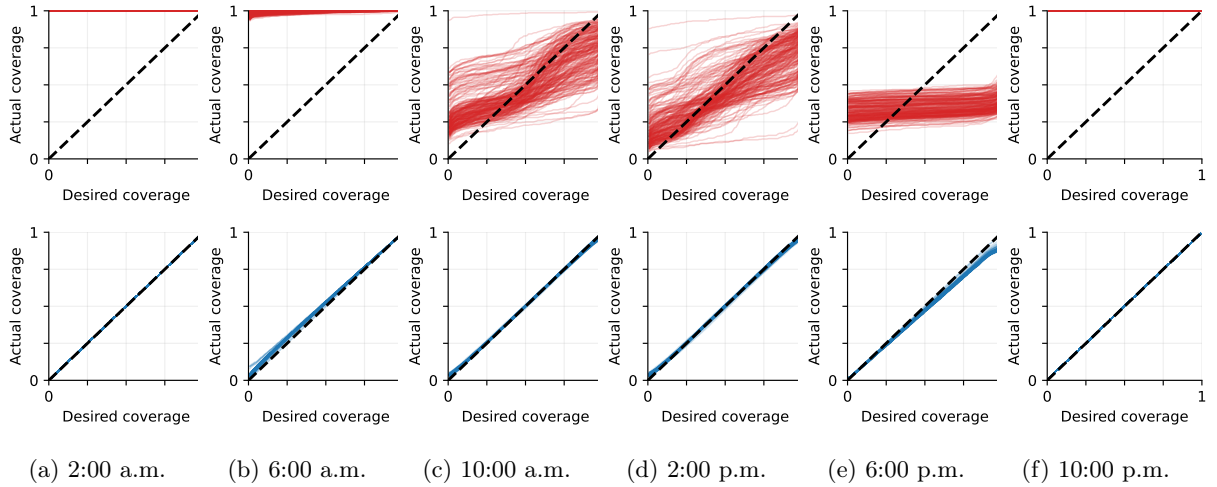 1 1 1 1 1 1
Actual coverage Actual coverage Actual coverage Actual coverage Actual coverage Actual coverage
0 0 0 0 0 0
0 0 0 0 0 0 1
Desired coverage Desired coverage Desired coverage Desired coverage Desired coverage Desired coverage
1 1 1 1 1 1
Actual coverage Actual coverage Actual coverage Actual coverage Actual coverage Actual coverage
0 0 0 0 0 0
0 0 0 0 0 0 1
Desired coverage Desired coverage Desired coverage Desired coverage Desired coverage Desired coverage
(a) 2:00 a.m. (b) 6:00 a.m. (c) 10:00 a.m. (d) 2:00 p.m. (e) 6:00 p.m. (f) 10:00 p.m.